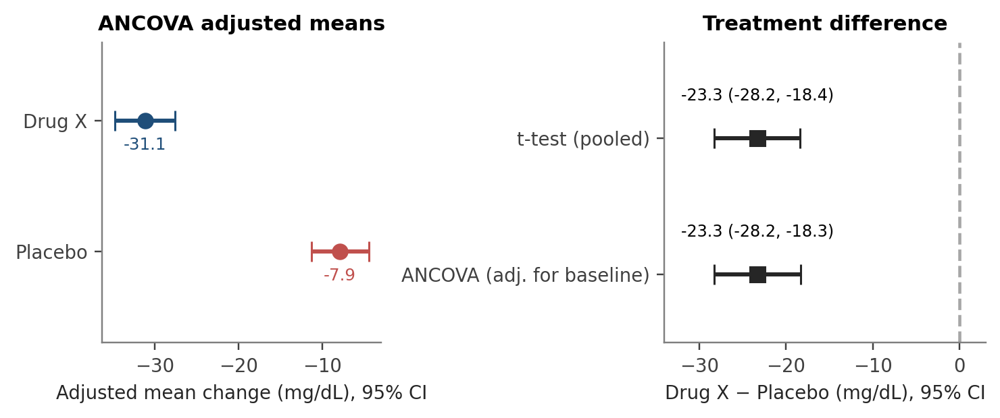 ANCOVA adjusted means
Drug X
-31.1
Placebo
-7.9
−30
−20
−10
Adjusted mean change (mg/dL), 95% CI
Treatment difference
-23.3 (-28.2, -18.4)
t-test (pooled)
-23.3 (-28.2, -18.3)
ANCOVA (adj. for baseline)
−30
−20
−10
0
Drug X − Placebo (mg/dL), 95% CI